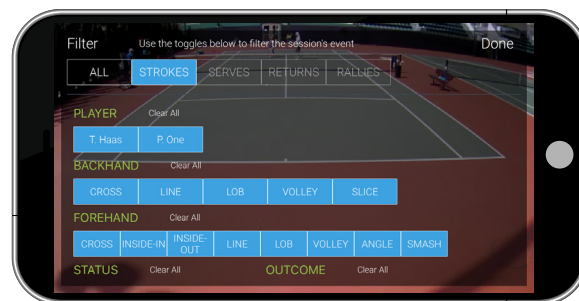 Filter Use the toggles below to filter the session's event Done
ALL STROKES SERVES RETURNS RALLIES
PLAYER Clear All
T. Haas P. One
BACKHAND Clear All
CROSS LINE LOB VOLLEY SLICE
FOREHAND Clear All
CROSS INSIDE-IN INSIDE-
OUT LINE LOB VOLLEY ANGLE SMASH
STATUS Clear All OUTCOME Clear All